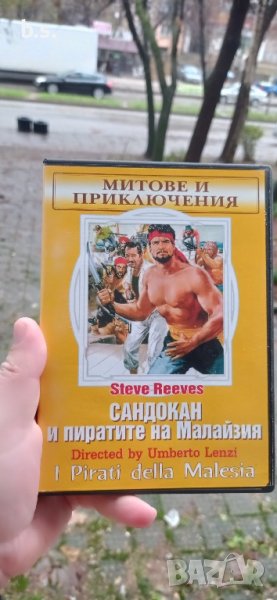 b.s.
МИТОВЕ И
ПРИКЛЮЧЕНИЯ
Steve Reeves
САНДОКАН
и пиратите на Малайзия
Directed by Umberto Lenzi
I Pirati della Malesia
BAZAR